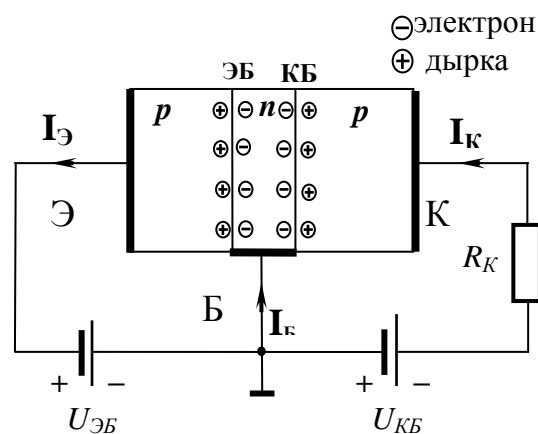 ⊖электрон
⊕ дырка
ЭБ КБ
p n p
IЭ IК
Э К
RК
Б IБ
+ − + −
UЭБ UКБ